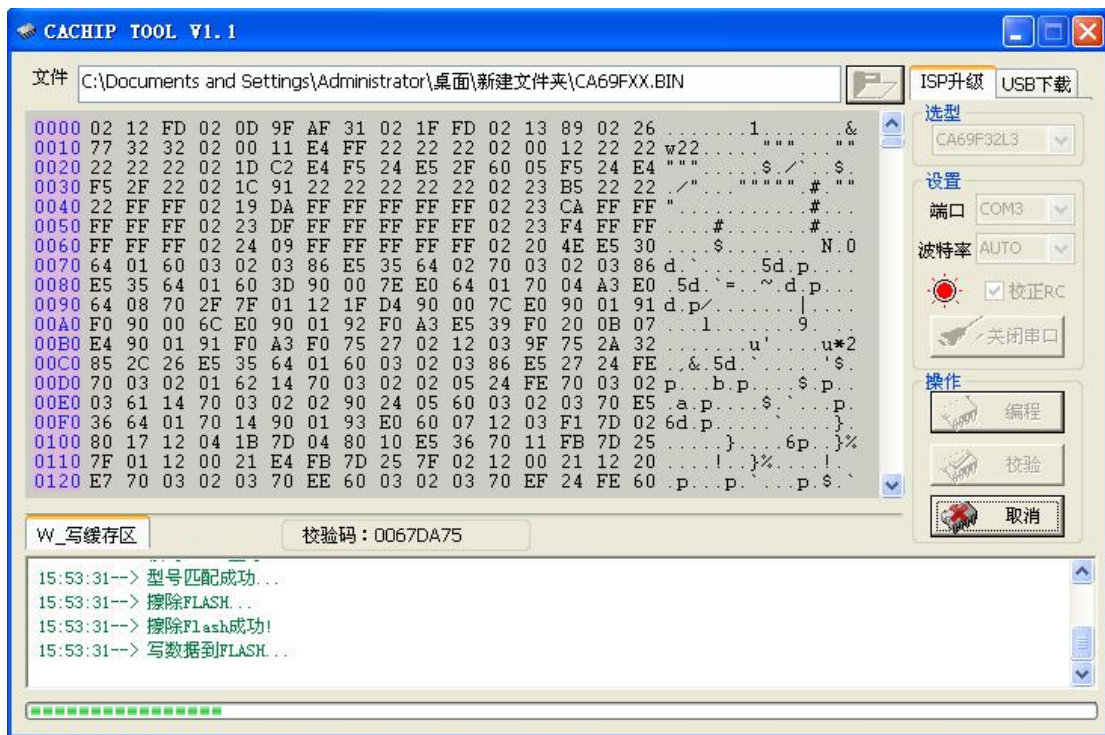 CACHIP TOOL V1.1
文件 C:\Documents and Settings\Administrator\桌面\新建文件夹\CA69FXX.BIN
ISP升级 USB下载
0000 02 12 FD 02 0D 9F AF 31 02 1F FD 02 13 89 02 26 .......1.......&
0010 77 32 32 02 00 11 E4 FF 22 22 22 02 00 12 22 22 w22....."""...""
0020 22 22 22 02 1D C2 E4 F5 24 E5 2F 60 05 F5 24 E4 """.....$./`..$.
0030 F5 2F 22 02 1C 91 22 22 22 22 22 02 23 B5 22 22 ./"..."""""".#.""
0040 22 FF FF 02 19 DA FF FF FF FF FF 02 23 CA FF FF "...........#...
0050 FF FF FF 02 23 DF FF FF FF FF FF 02 23 F4 FF FF ....#.......#...
0060 FF FF FF 02 24 09 FF FF FF FF FF 02 20 4E E5 30 ....$....... N.0
0070 64 01 60 03 02 03 86 E5 35 64 02 70 03 02 03 86 d.`.....5d.p....
0080 E5 35 64 01 60 3D 90 00 7E E0 64 01 70 04 A3 E0 .5d.`=..~.d.p...
0090 64 08 70 2F 7F 01 12 1F D4 90 00 7C E0 90 01 91 d.p/.......|....
00A0 F0 90 00 6C E0 90 01 92 F0 A3 E5 39 F0 20 0B 07 ...l.......9. ..
00B0 E4 90 01 91 F0 A3 F0 75 27 02 12 03 9F 75 2A 32 .......u'....u*2
00C0 85 2C 26 E5 35 64 01 60 03 02 03 86 E5 27 24 FE .,&.5d.`.....'$.
00D0 70 03 02 01 62 14 70 03 02 02 05 24 FE 70 03 02 p...b.p....$.p..
00E0 03 61 14 70 03 02 02 90 24 05 60 03 02 03 70 E5 .a.p....$.`...p.
00F0 36 64 01 70 14 90 01 93 E0 60 07 12 03 F1 7D 02 6d.p.....`....}.
0100 80 17 12 04 1B 7D 04 80 10 E5 36 70 11 FB 7D 25 .....}....6p..}%
0110 7F 01 12 00 21 E4 FB 7D 25 7F 02 12 00 21 12 20 ....!..}%....!. 
0120 E7 70 03 02 03 70 EE 60 03 02 03 70 EF 24 FE 60 .p...p.`...p.$.`
选型
CA69F32L3
设置
端口 COM3
波特率 AUTO
校正RC
关闭串口
操作
编程
校验
取消
W_写缓存区 校验码：0067DA75
15:53:31--> 型号匹配成功...
15:53:31--> 擦除FLASH...
15:53:31--> 擦除Flash成功!
15:53:31--> 写数据到FLASH...